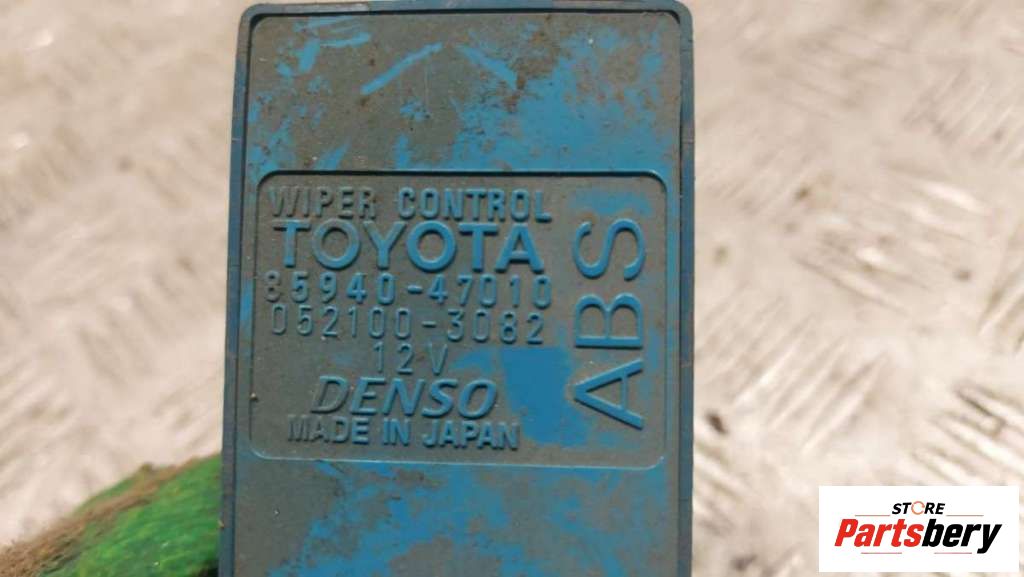 WIPER CONTROL
TOYOTA
85940-47010
052100-3082
12V
DENSO
MADE IN JAPAN
ABS
STORE
Partsbery